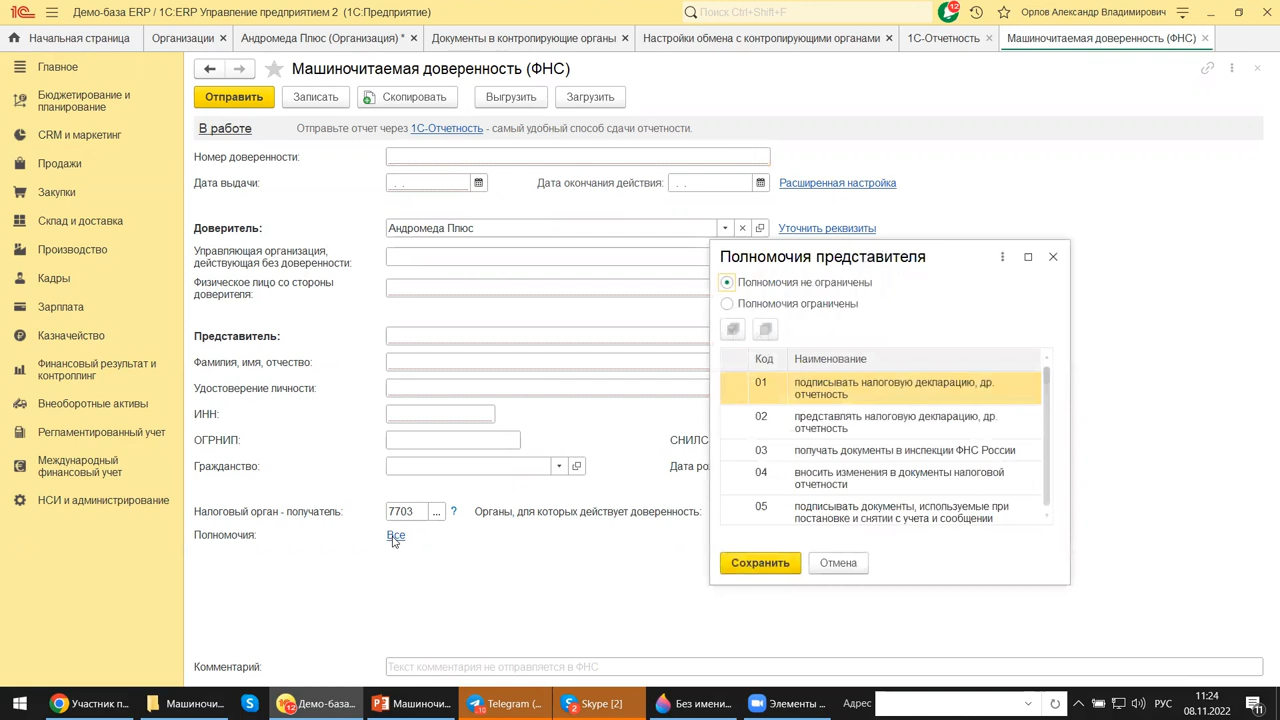 Демо-база ERP / 1С:ERP Управление предприятием 2 (1С:Предприятие)
Поиск Ctrl+Shift+F
12
Орлов Александр Владимирович
Начальная страница
Организации
Андромеда Плюс (Организация) *
Документы в контролирующие органы
Настройки обмена с контролирующими органами
1С-Отчетность
Машиночитаемая доверенность (ФНС)
Главное
Бюджетирование и
планирование
CRM и маркетинг
Продажи
Закупки
Склад и доставка
Производство
Кадры
Зарплата
Казначейство
Финансовый результат и
контроллинг
Внеоборотные активы
Регламентированный учет
Международный
финансовый учет
НСИ и администрирование
Машиночитаемая доверенность (ФНС)
Отправить
Записать
Скопировать
Выгрузить
Загрузить
В работе
Отправьте отчет через 1С-Отчетность - самый удобный способ сдачи отчетности.
Номер доверенности:
Дата выдачи:
Дата окончания действия:
Расширенная настройка
Доверитель:
Андромеда Плюс
Уточнить реквизиты
Управляющая организация,
действующая без доверенности:
Физическое лицо со стороны
доверителя:
Представитель:
Фамилия, имя, отчество:
Удостоверение личности:
ИНН:
ОГРНИП:
СНИЛС
Гражданство:
Дата ро
Налоговый орган - получатель:
7703
...
?
Органы, для которых действует доверенность:
Полномочия:
Все
Комментарий:
Текст комментария не отправляется в ФНС
Полномочия представителя
Полномочия не ограничены
Полномочия ограничены
Код
Наименование
01
подписывать налоговую декларацию, др.
отчетность
02
представлять налоговую декларацию, др.
отчетность
03
получать документы в инспекции ФНС России
04
вносить изменения в документы налоговой
отчетности
05
подписывать документы, используемые при
постановке и снятии с учета и сообщении
Сохранить
Отмена
Участник п...
Машиноч...
Демо-база...
Машиночи...
Telegram (...
Skype [2]
Без имени...
Элементы ...
Адрес
РУС
11:24
08.11.2022
11